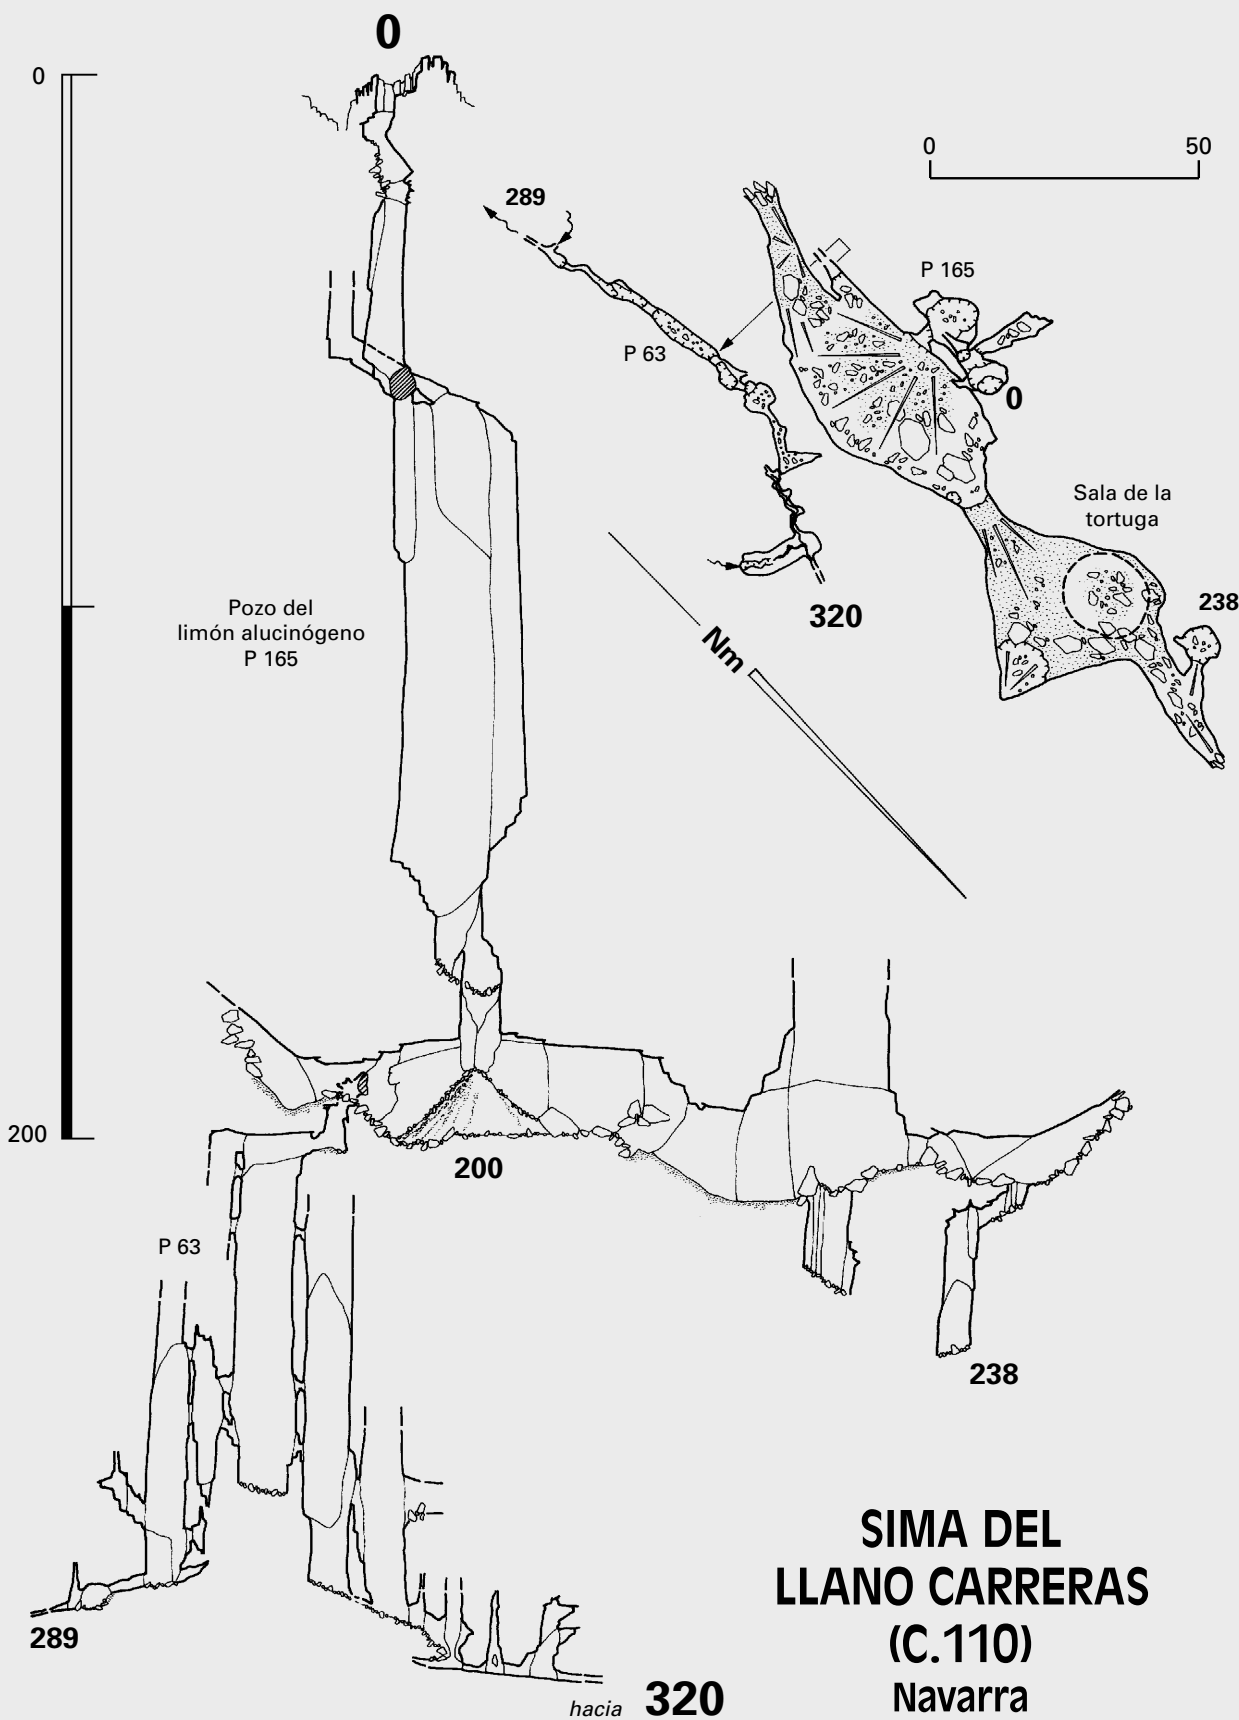 0
0
0
50
289
P 165
P 63
0
Sala de la
tortuga
238
320
Pozo del
limón alucinógeno
P 165
Nm
200
200
P 63
238
289
hacia 320
SIMA DEL
LLANO CARRERAS
(C.110)
Navarra